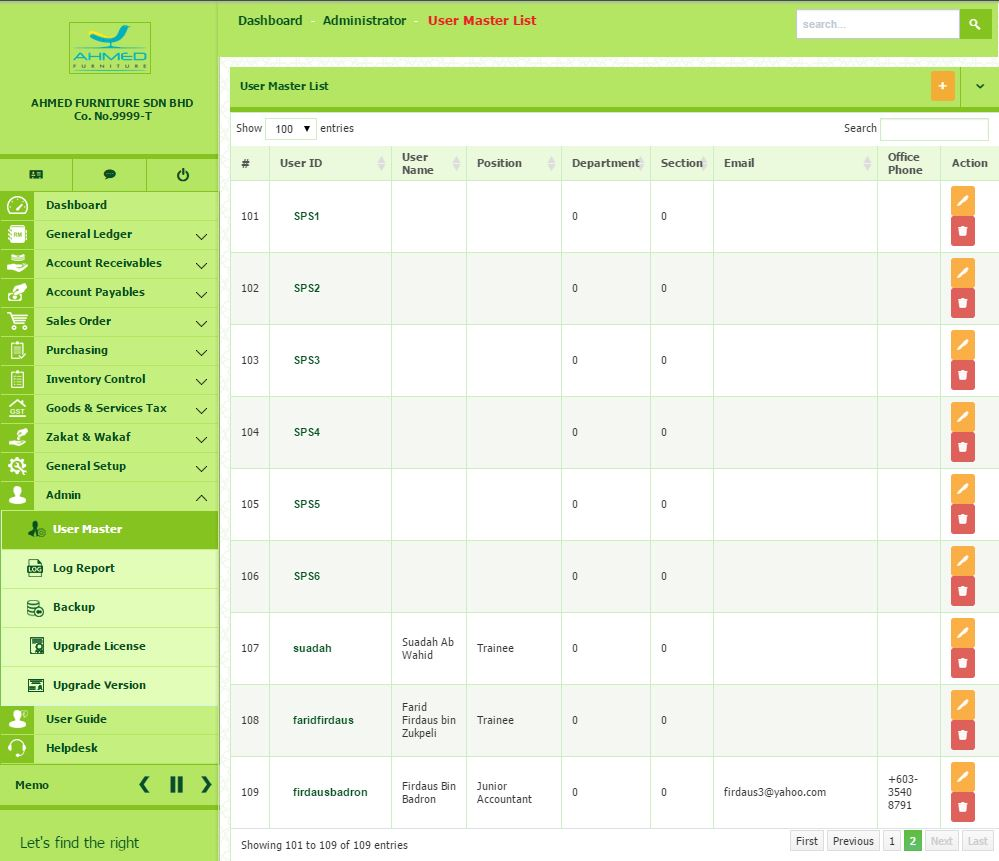 AHMED
FURNITURE
AHMED FURNITURE SDN BHD
Co. No.9999-T
Dashboard
RM
General Ledger
Account Receivables
Account Payables
Sales Order
Purchasing
Inventory Control
GST
Goods & Services Tax
Zakat & Wakaf
General Setup
Admin
User Master
LOG
Log Report
Backup
Upgrade License
Upgrade Version
User Guide
Helpdesk
Memo
Let's find the right
Dashboard - Administrator - User Master List
search...
User Master List
+
Show 100 entries
Search
# User ID User Name Position Department Section Email Office Phone Action
101 SPS1 0 0
102 SPS2 0 0
103 SPS3 0 0
104 SPS4 0 0
105 SPS5 0 0
106 SPS6 0 0
107 suadah Suadah Ab Wahid Trainee 0 0
108 faridfirdaus Farid Firdaus bin Zukpeli Trainee 0 0
109 firdausbadron Firdaus Bin Badron Junior Accountant 0 0 firdaus3@yahoo.com +603-3540 8791
Showing 101 to 109 of 109 entries
First Previous 1 2 Next Last